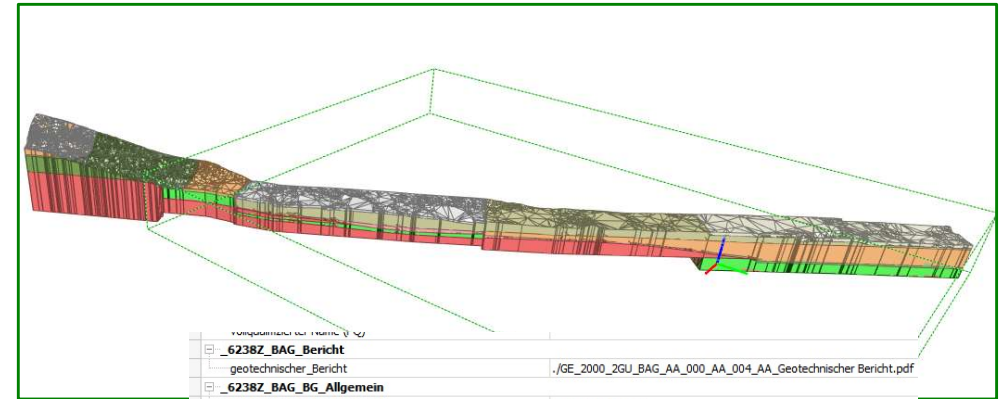 _6238Z_BAG_Bericht
geotechnischer_Bericht ./GE_2000_2GU_BAG_AA_000_AA_004_AA_Geotechnischer Bericht.pdf
_6238Z_BAG_BG_Allgemein